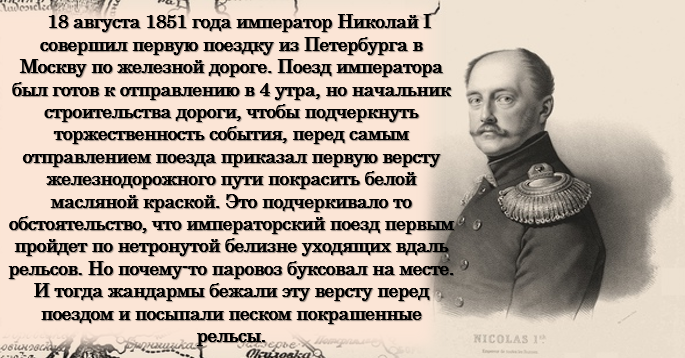 18 августа 1851 года император Николай I
совершил первую поездку из Петербурга в
Москву по железной дороге. Поезд императора
был готов к отправлению в 4 утра, но начальник
строительства дороги, чтобы подчеркнуть
торжественность события, перед самым
отправлением поезда приказал первую версту
железнодорожного пути покрасить белой
масляной краской. Это подчеркивало то
обстоятельство, что императорский поезд первым
пройдет по нетронутой белизне уходящих вдаль
рельсов. Но почему-то паровоз буксовал на месте.
И тогда жандармы бежали эту версту перед
поездом и посыпали песком покрашенные
рельсы.
NICOLAS I
Окиловка